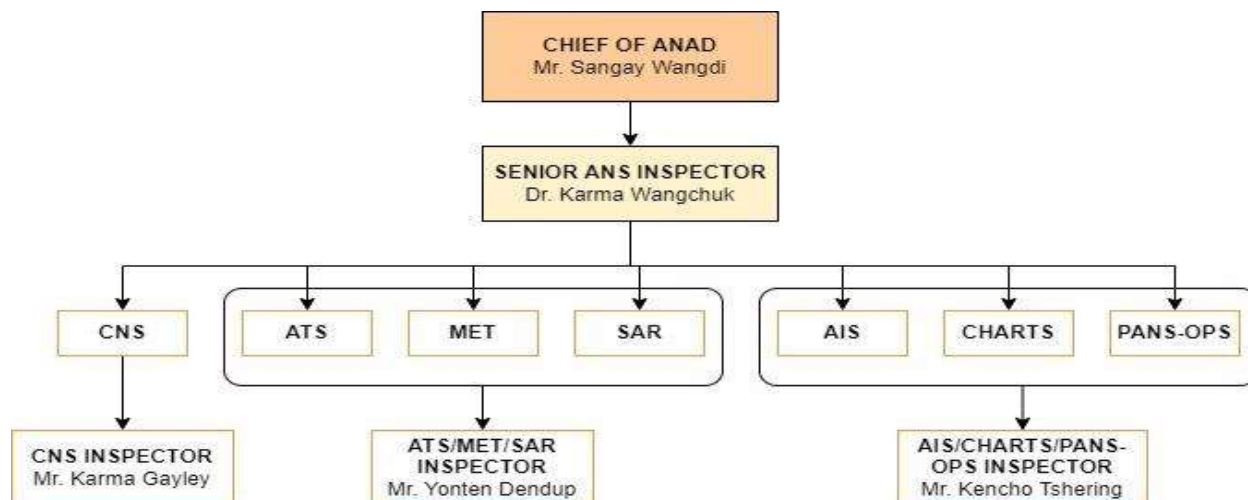 CHIEF OF ANAD
Mr. Sangay Wangdi
SENIOR ANS INSPECTOR
Dr. Karma Wangchuk
CNS
ATS
MET
SAR
AIS
CHARTS
PANS-OPS
CNS INSPECTOR
Mr. Karma Gayley
ATS/MET/SAR
INSPECTOR
Mr. Yonten Dendup
AIS/CHARTS/PANS-
OPS INSPECTOR
Mr. Kencho Tshering